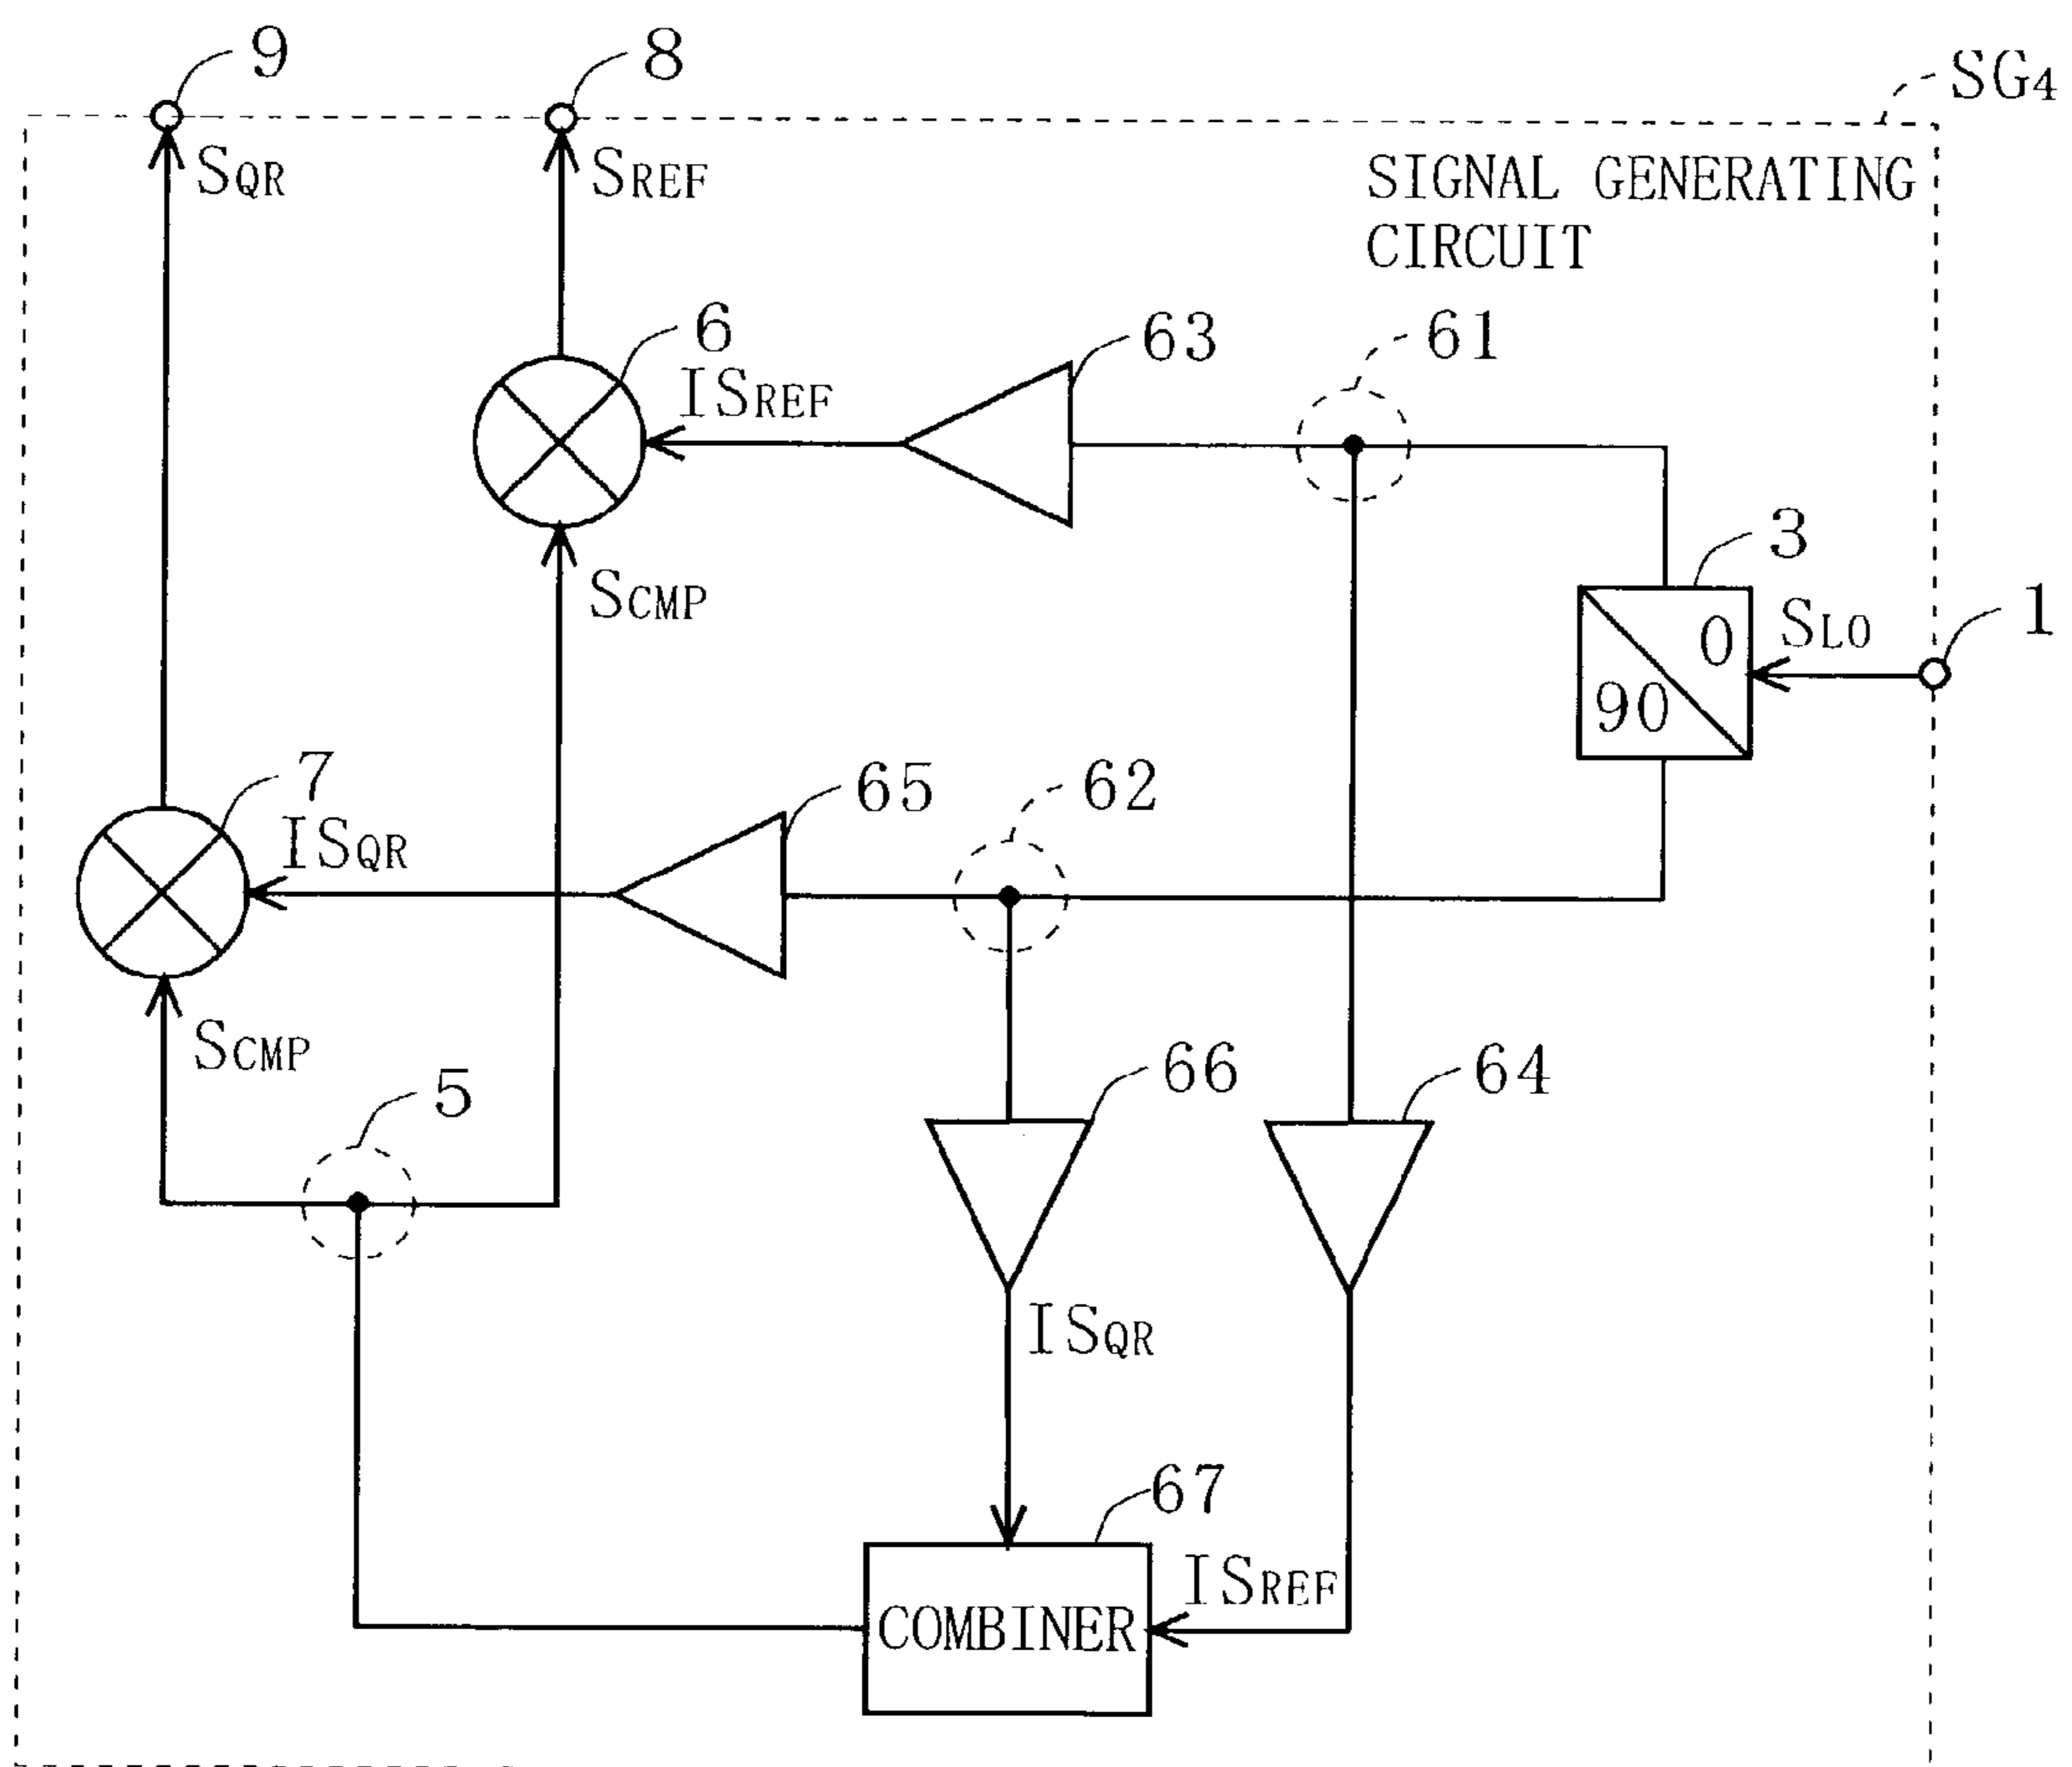 9
8
SG4
SQR
SREF
SIGNAL GENERATING
CIRCUIT
6
63
61
ISREF
3
SCMP
0
90
SLO
1
7
65
62
ISQR
SCMP
5
66
64
ISQR
67
ISREF
COMBINER